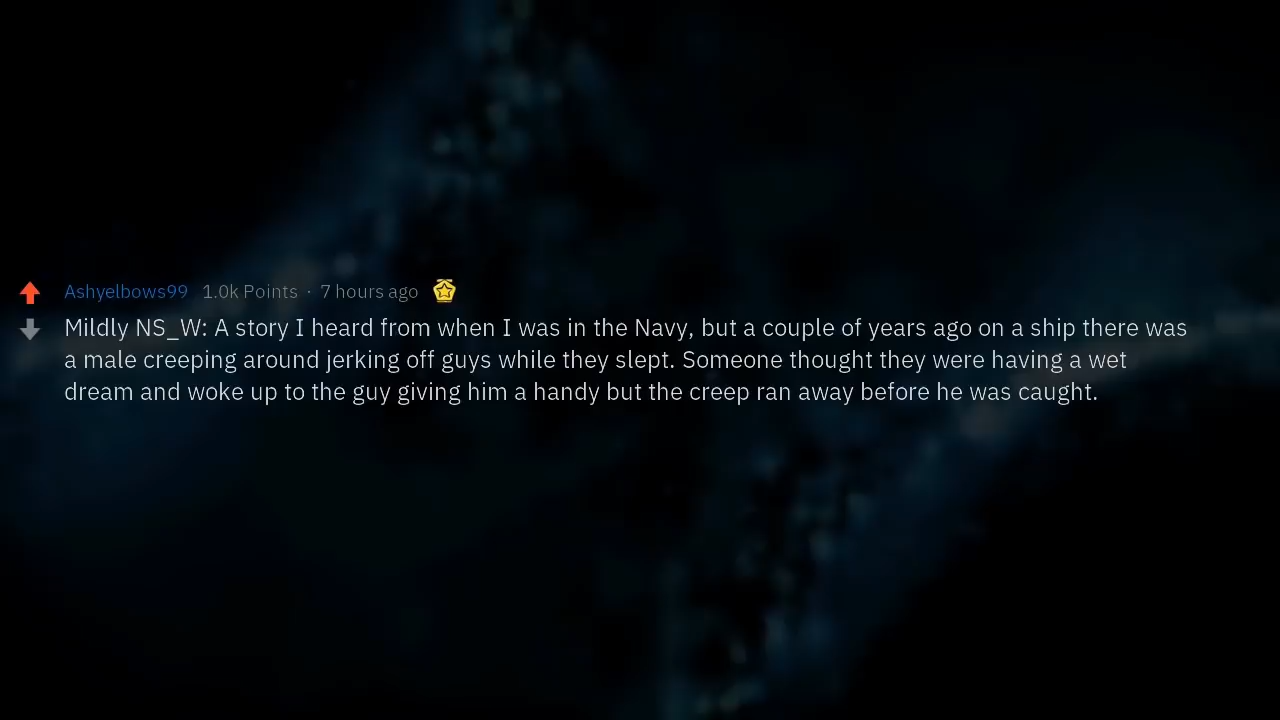 Ashyelbows99 1.0k Points · 7 hours ago
Mildly NS_W: A story I heard from when I was in the Navy, but a couple of years ago on a ship there was
a male creeping around jerking off guys while they slept. Someone thought they were having a wet
dream and woke up to the guy giving him a handy but the creep ran away before he was caught.